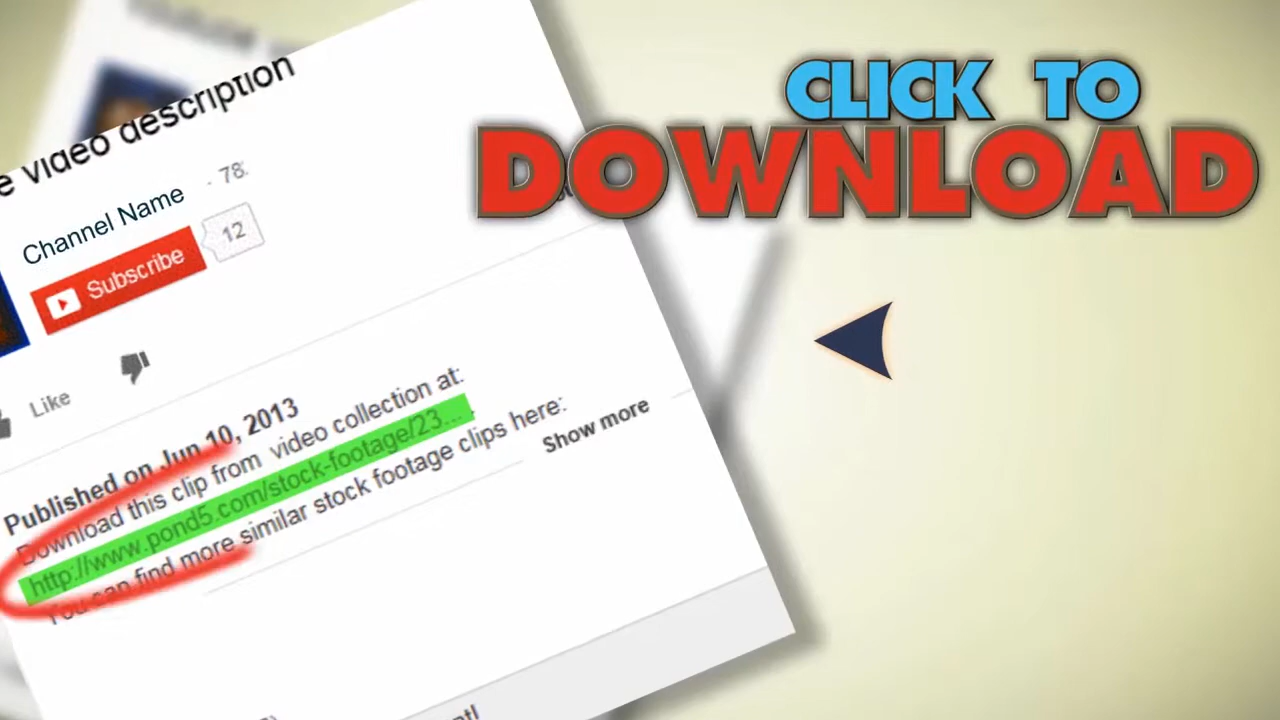 CLICK TO
DOWNLOAD
e video description
Channel Name · 78
Subscribe 12
Like
Published on Jun 10, 2013
Download this clip from video collection at:
http://www.pond5.com/stock-footage/23...
You can find more similar stock footage clips here:
Show more